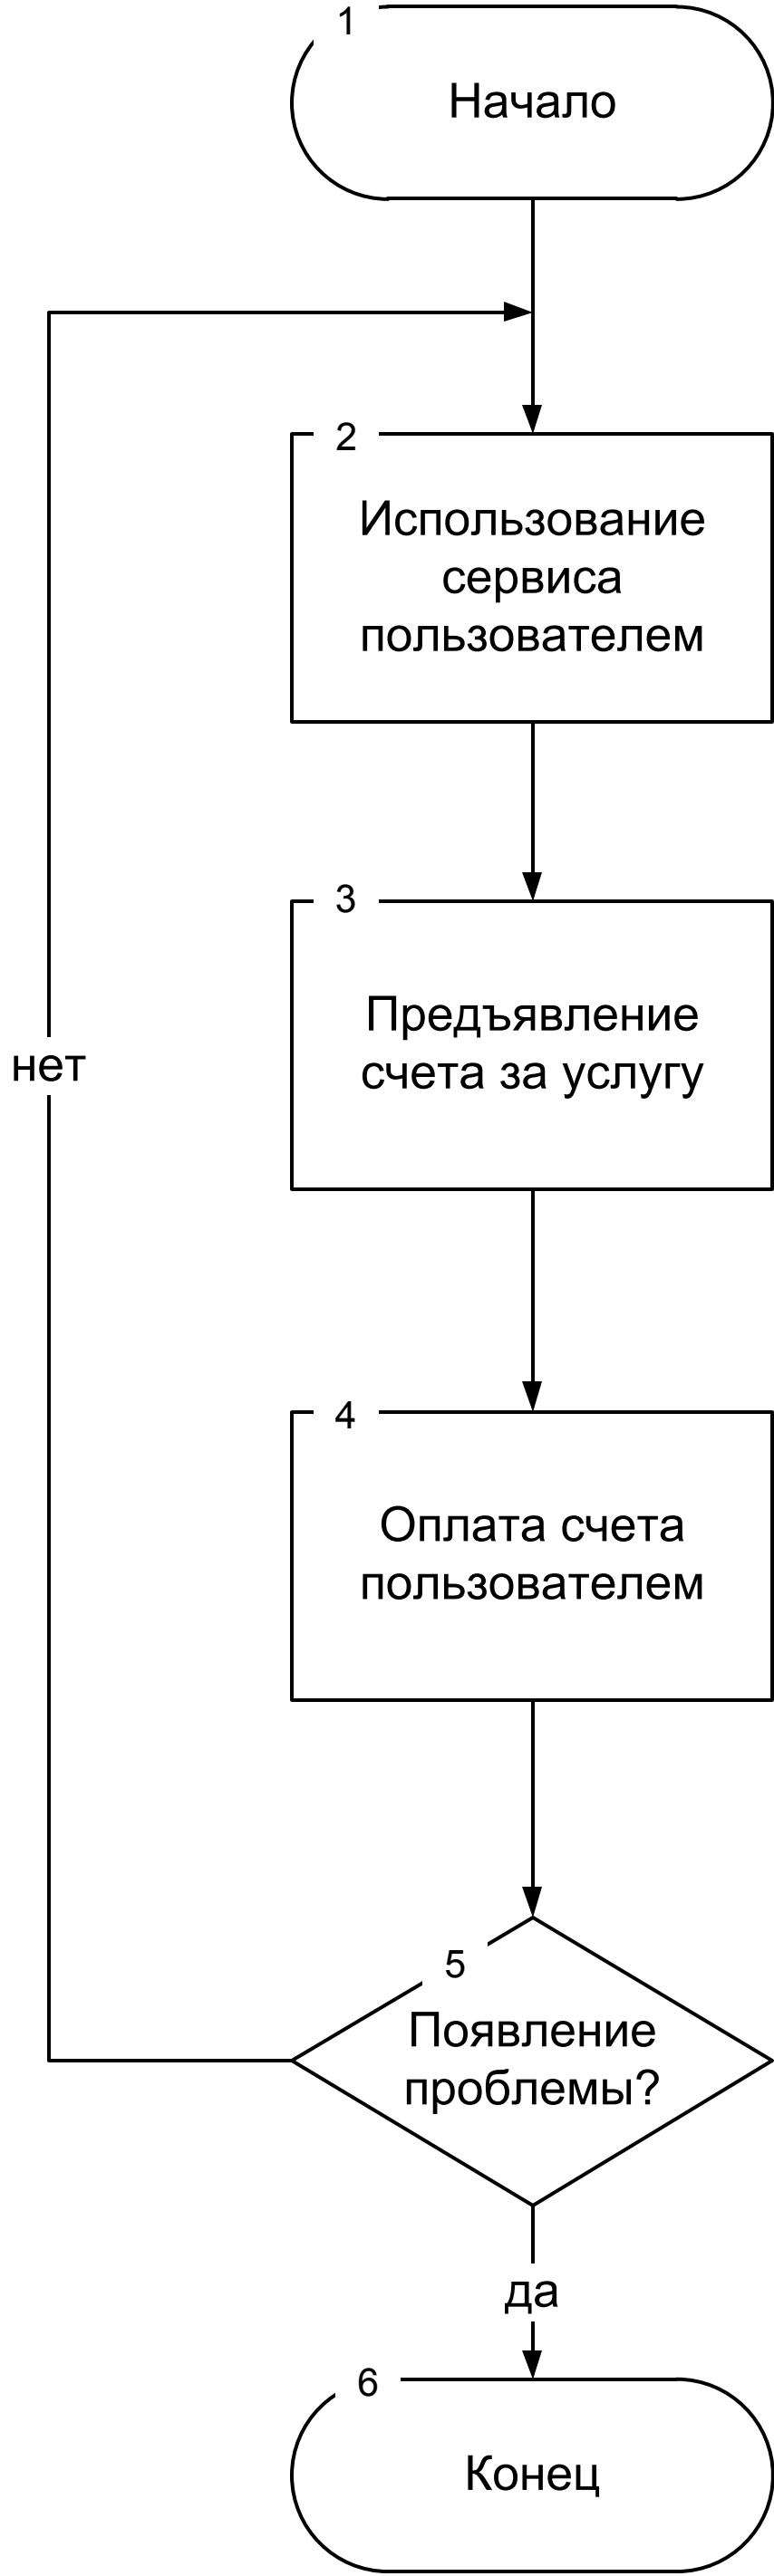 1
Начало
2
Использование
сервиса
пользователем
3
Предъявление
счета за услугу
нет
4
Оплата счета
пользователем
5
Появление
проблемы?
да
6
Конец